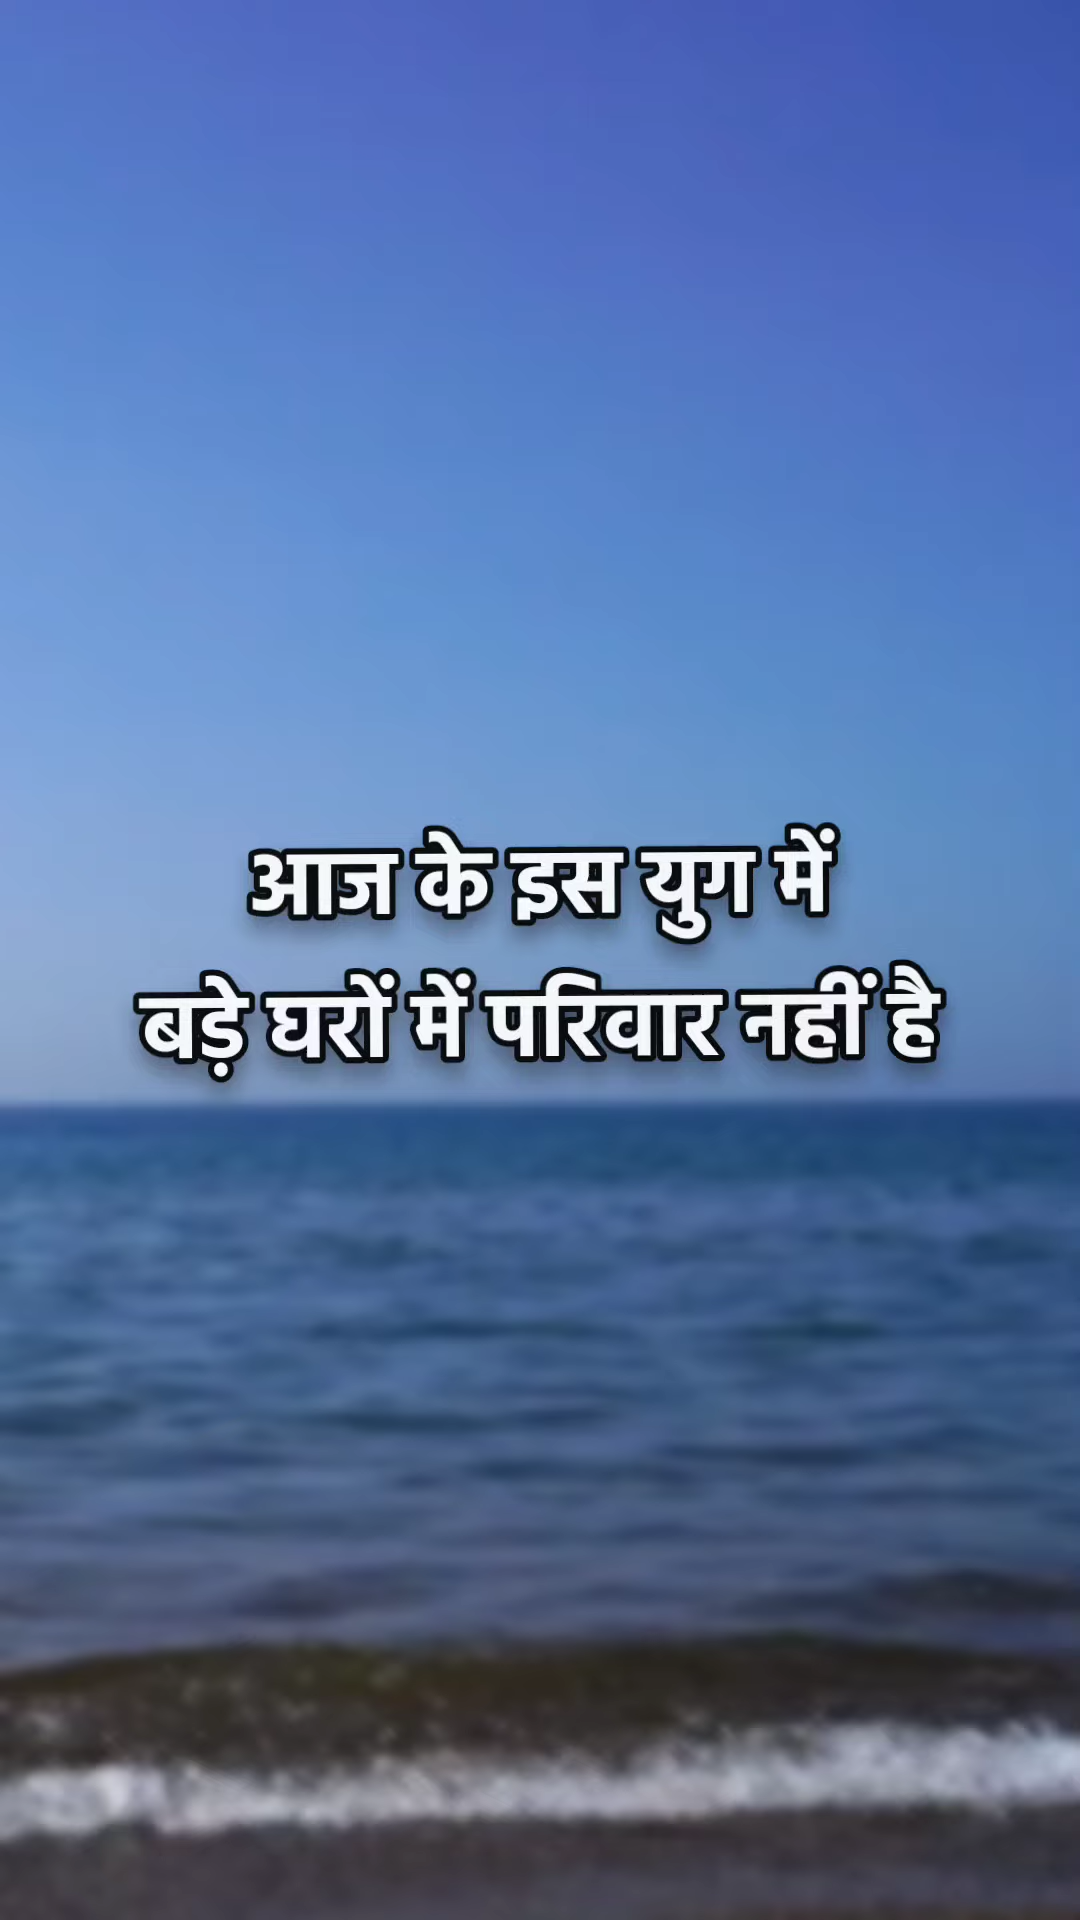 आज के इस युग में
बड़े घरों में परिवार नहीं है